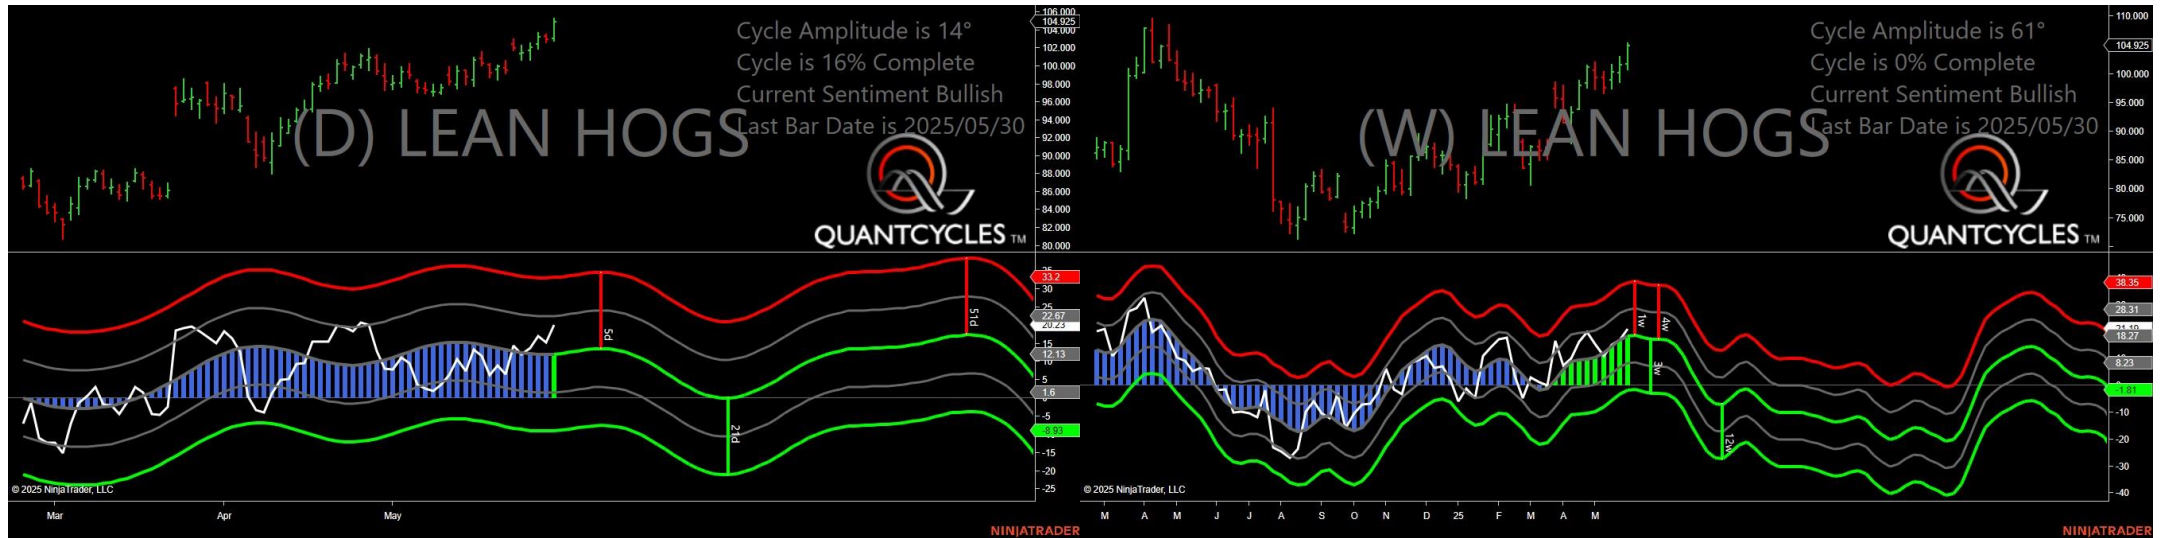 Cycle Amplitude is 14°
Cycle is 16% Complete
Current Sentiment Bullish
Last Bar Date is 2025/05/30
(D) LEAN HOGS
QUANTCYCLES TM
106.000
104.925
104.000
102.000
100.000
98.000
96.000
94.000
92.000
90.000
88.000
86.000
84.000
82.000
80.000
33.2
30
25
22.67
20.23
15
12.13
5
1.6
-5
-8.93
-15
-20
-25
5d
21d
51d
© 2025 NinjaTrader, LLC
Mar
Apr
May
NINJATRADER
Cycle Amplitude is 61°
Cycle is 0% Complete
Current Sentiment Bullish
Last Bar Date is 2025/05/30
(W) LEAN HOGS
QUANTCYCLES TM
110.000
104.925
100.000
95.000
90.000
85.000
80.000
75.000
38.35
28.31
18.27
8.23
-1.81
-10
-20
-30
-40
1w
4w
3w
12w
© 2025 NinjaTrader, LLC
M A M J J A S O N D 25 F M A M
NINJATRADER